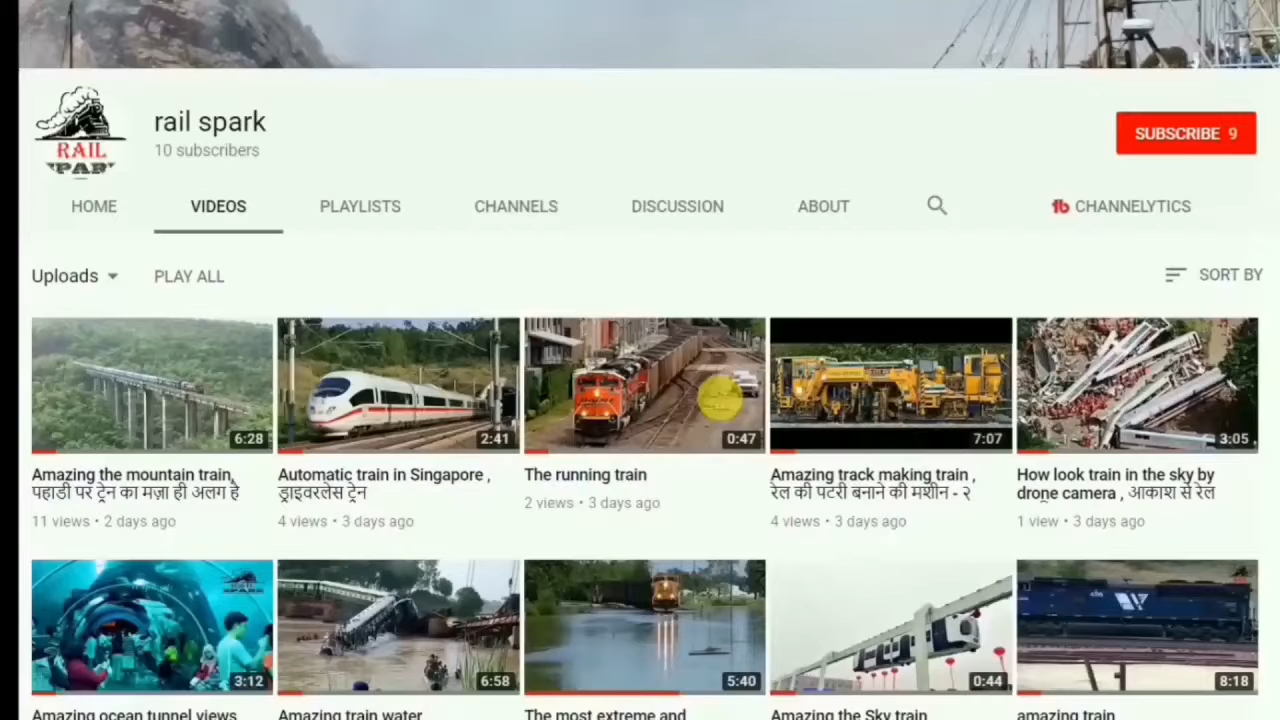 rail spark
10 subscribers
SUBSCRIBE 9
RAIL
HOME
VIDEOS
PLAYLISTS
CHANNELS
DISCUSSION
ABOUT
CHANNELYTICS
Uploads
PLAY ALL
SORT BY
6:28
2:41
0:47
7:07
3:05
Amazing the mountain train,
पहाडी पर ट्रेन का मज़ा ही अलग हे
11 views • 2 days ago
Automatic train in Singapore ,
ड्राइवरलेस ट्रेन
4 views • 3 days ago
The running train
2 views • 3 days ago
Amazing track making train ,
रेल की पटरी बनाने की मशीन - २
4 views • 3 days ago
How look train in the sky by
drone camera , आकाश से रेल
1 view • 3 days ago
3:12
6:58
5:40
0:44
8:18
Amazing ocean tunnel views
Amazing train water
The most extreme and
Amazing the Sky train
amazing train